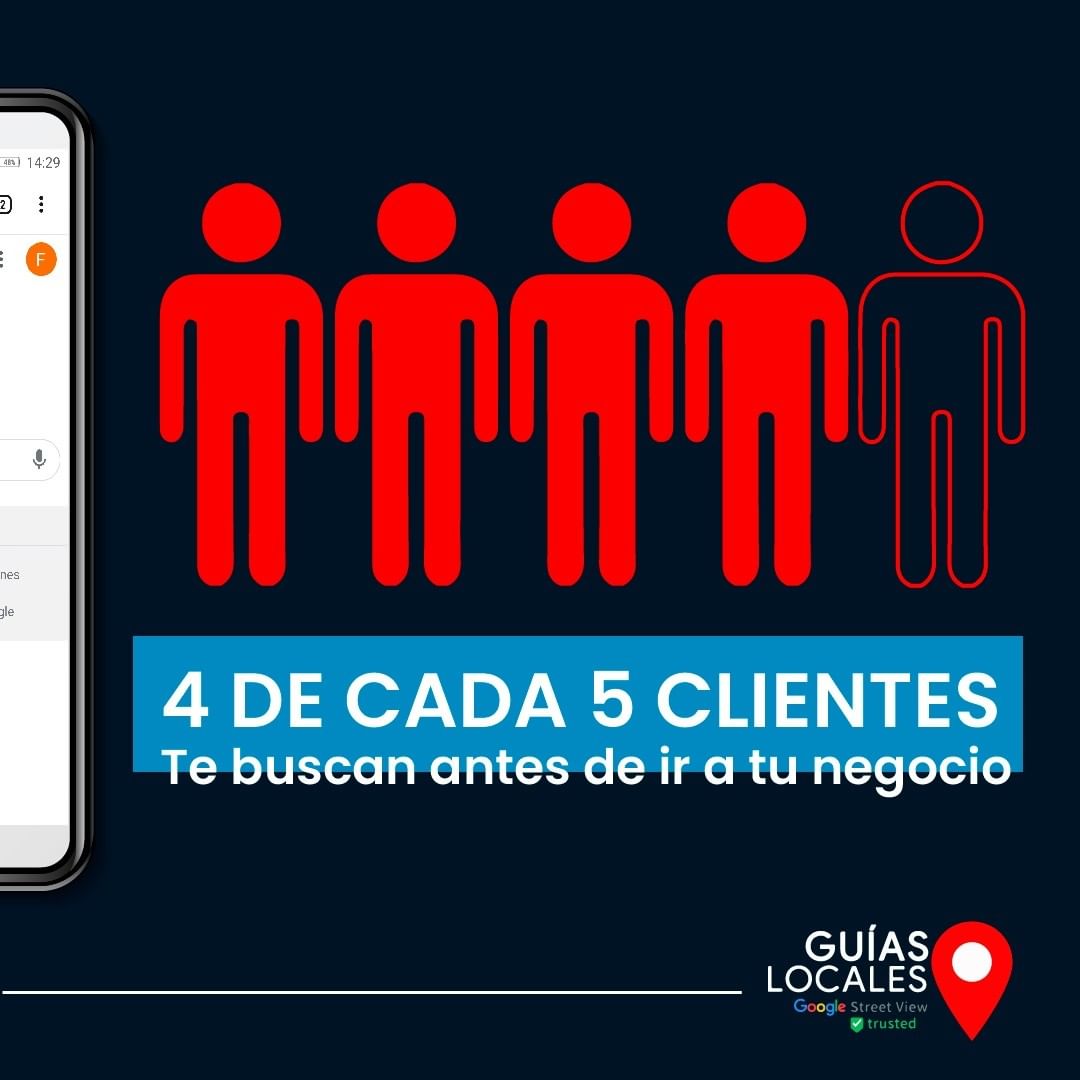 48% 14:29
2
F
nes
gle
4 DE CADA 5 CLIENTES
Te buscan antes de ir a tu negocio
GUÍAS
LOCALES
Google Street View
trusted